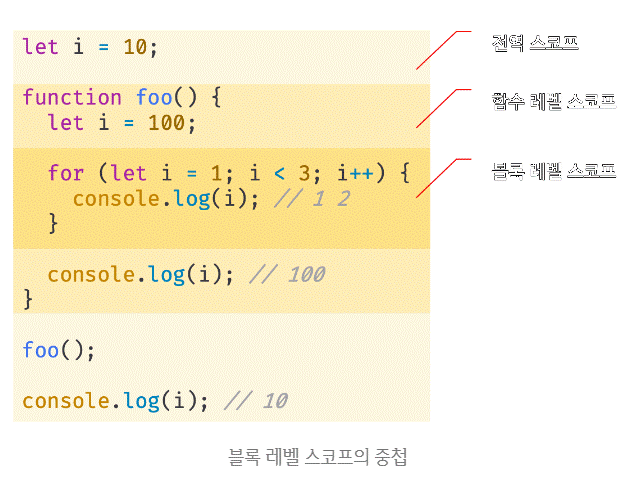 let i = 10;
전역 스코프
function foo() {
함수 레벨 스코프
let i = 100;
for (let i = 1; i < 3; i++) {
블록 레벨 스코프
console.log(i); // 1 2
}
console.log(i); // 100
}
foo();
console.log(i); // 10
블록 레벨 스코프의 중첩